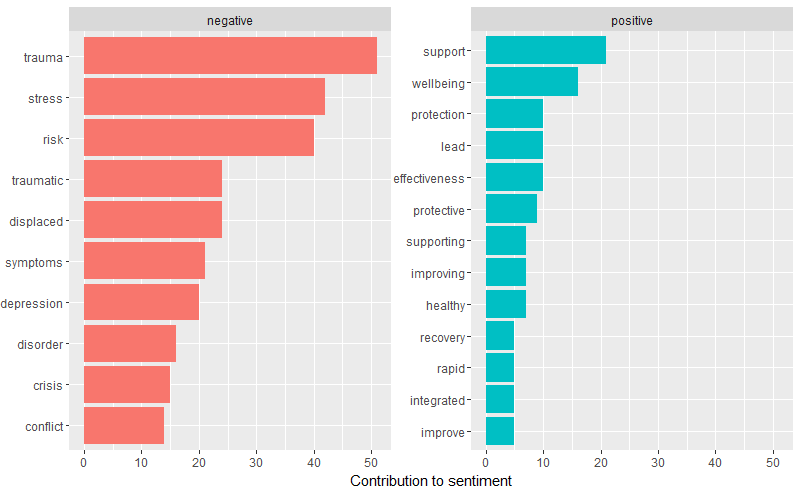 negative
trauma
stress
risk
traumatic
displaced
symptoms
depression
disorder
crisis
conflict
0 10 20 30 40 50
positive
support
wellbeing
protection
lead
effectiveness
protective
supporting
improving
healthy
recovery
rapid
integrated
improve
0 10 20 30 40 50
Contribution to sentiment